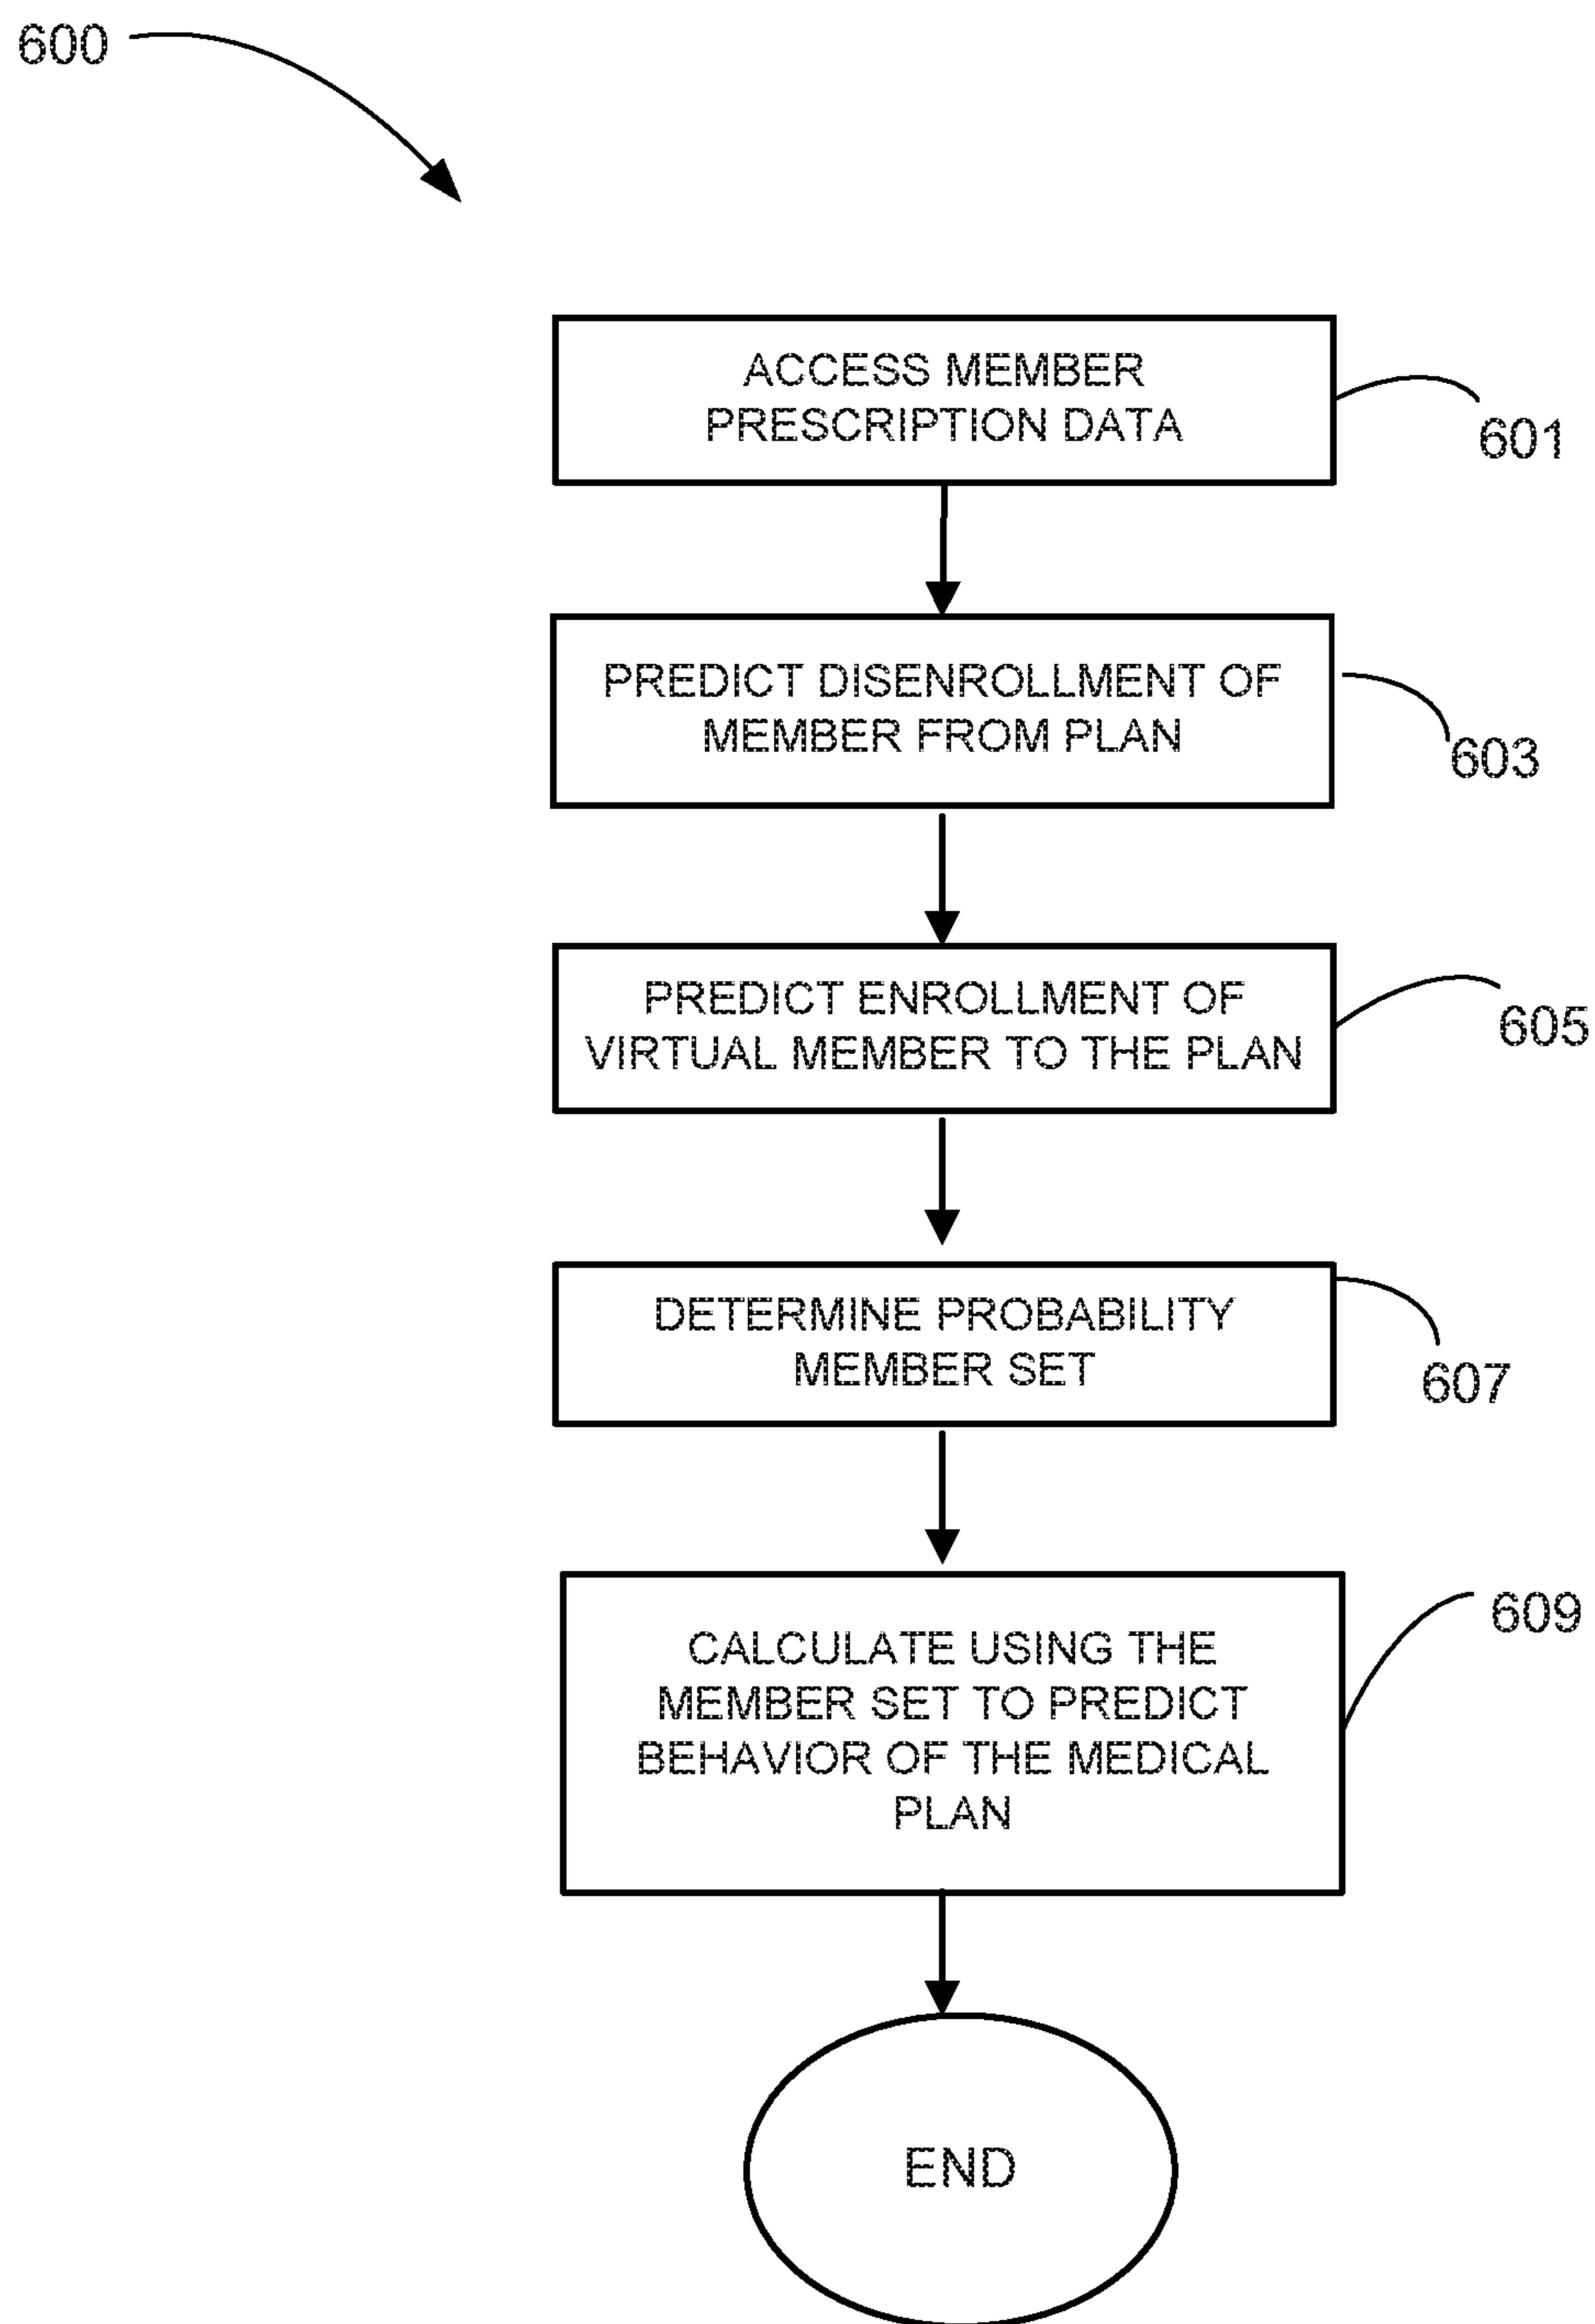 600
ACCESS MEMBER
PRESCRIPTION DATA
601
PREDICT DISENROLLMENT OF
MEMBER FROM PLAN
603
PREDICT ENROLLMENT OF
VIRTUAL MEMBER TO THE PLAN
605
DETERMINE PROBABILITY
MEMBER SET
607
CALCULATE USING THE
MEMBER SET TO PREDICT
BEHAVIOR OF THE MEDICAL
PLAN
609
END